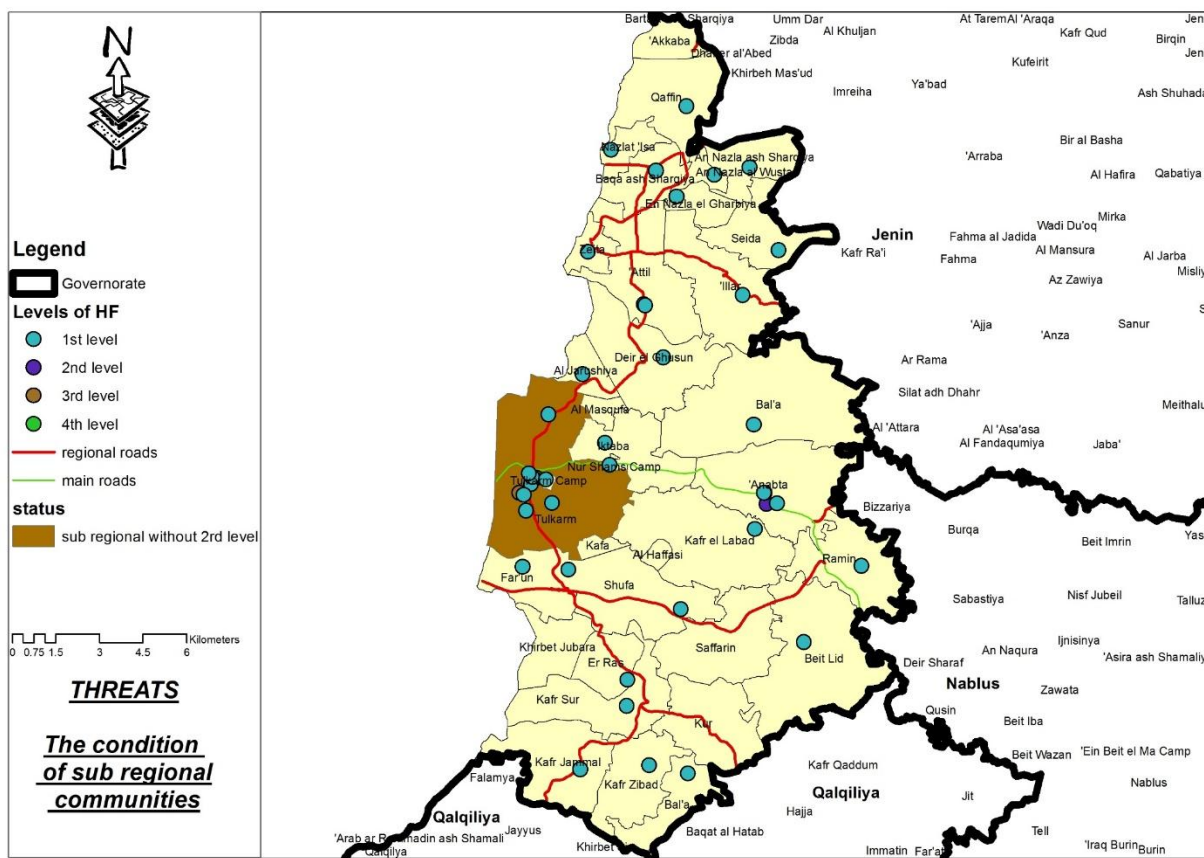 N
Legend
Governorate
Levels of HF
1st level
2nd level
3rd level
4th level
regional roads
main roads
status
sub regional without 2rd level
Kilometers
0 0.75 1.5 3 4.5 6
THREATS
The condition
of sub regional
communities
Umm Dar
At Tarem
Al 'Araqa
'Akkaba
Zibda
Al Khuljan
Kafr Qud
Birqin
Dhaher al'Abed
Khirbeh Mas'ud
Kufeirit
Qaffin
Imreiha
Ya'bad
Ash Shuhada
Nazlat 'Isa
An Nazla ash Sharqiya
'Arraba
Bir al Basha
Baqa ash Sharqiya
An Nazla al Wusta
Al Hafira
Qabatiya
En Nazla el Gharbiya
Mirka
Wadi Du'oq
Seida
Jenin
Fahma al Jadida
Zeita
Kafr Ra'i
Fahma
Al Mansura
Al Jarba
'Attil
Az Zawiya
'Illar
'Ajja
'Anza
Sanur
Deir el Ghusun
Ar Rama
Al Jarushiya
Silat adh Dhahr
Al Masqufa
Bal'a
Al 'Attara
Al 'Asa'asa
Al Fandaqumiya
Jaba'
Iktaba
Nur Shams Camp
Tulkarm Camp
'Anabta
Bizzariya
Tulkarm
Burqa
Beit Imrin
Kafa
Al Haffasi
Kafr el Labad
Ramin
Far'un
Shufa
Sabastiya
Nisf Jubeil
Khirbet Jubara
Saffarin
Beit Lid
Ijnisinya
Er Ras
Deir Sharaf
An Naqura
Nablus
Zawata
Kafr Sur
Kur
Qusin
Beit Iba
Kafr Jammal
Kafr Qaddum
Beit Wazan
'Ein Beit el Ma Camp
Falamya
Kafr Zibad
Nablus
Qalqiliya
Bal'a
Hajja
Qalqiliya
Jit
Jayyus
Baqat al Hatab
Tell
Qalqilya
Immatin
'Iraq Burin
Burin